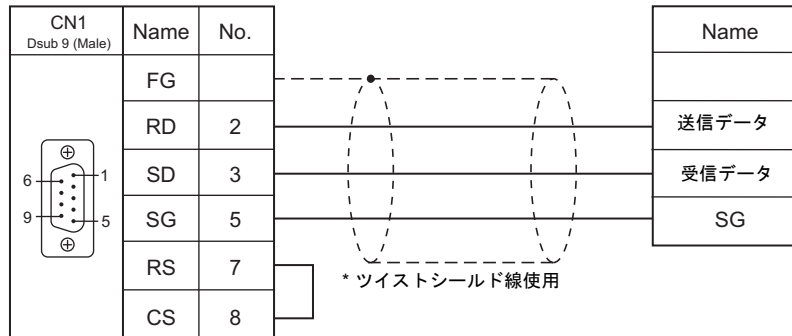 CN1
Dsub 9 (Male)
Name
No.
Name
FG
RD
2
送信データ
SD
3
受信データ
6
1
9
5
SG
5
SG
RS
7
* ツイストシールド線使用
CS
8